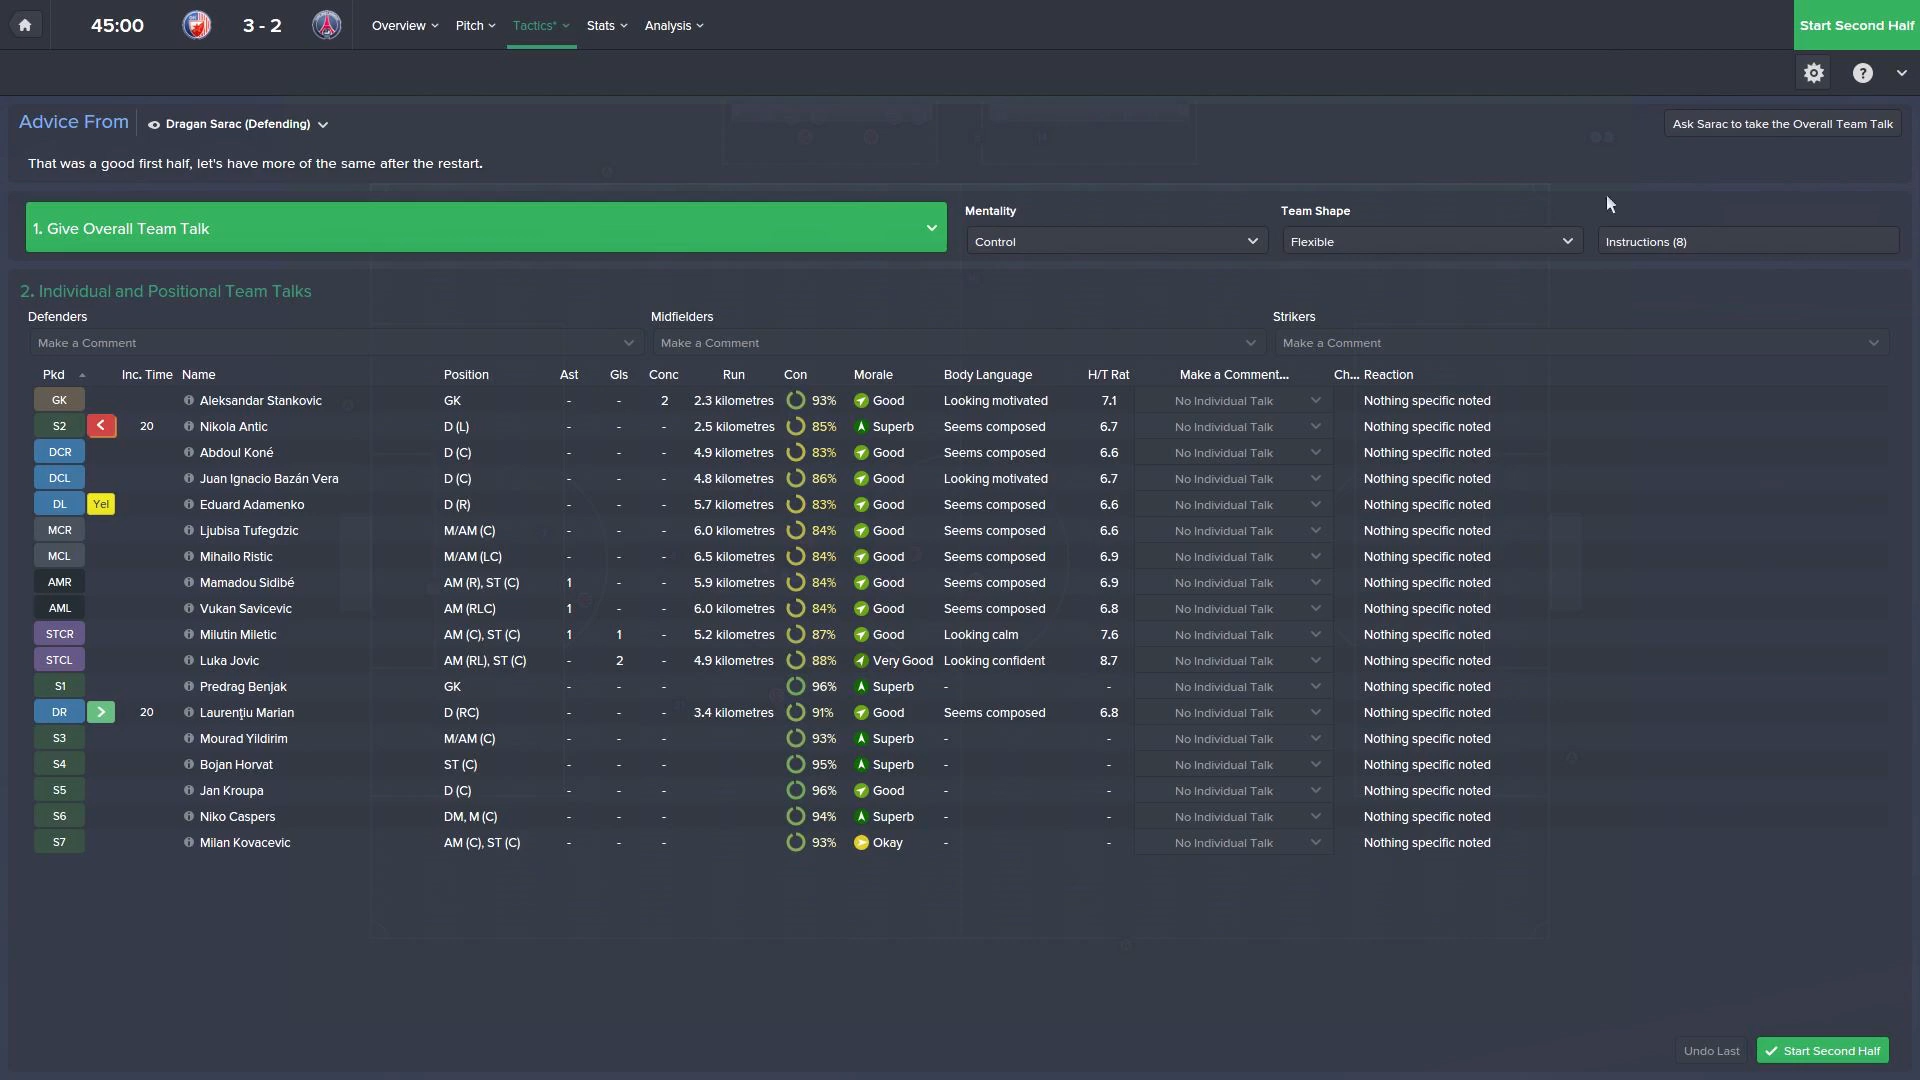 45:00 3 - 2 Overview Pitch Tactics* Stats Analysis Start Second Half
?
Advice From Dragan Sarac (Defending) Ask Sarac to take the Overall Team Talk
That was a good first half, let's have more of the same after the restart.
Mentality Team Shape
1. Give Overall Team Talk Control Flexible Instructions (8)
2. Individual and Positional Team Talks
Defenders Midfielders Strikers
Make a Comment Make a Comment Make a Comment
Pkd Inc. Time Name Position Ast Gls Conc Run Con Morale Body Language H/T Rat Make a Comment... Ch... Reaction
GK Aleksandar Stankovic GK - - 2 2.3 kilometres 93% Good Looking motivated 7.1 No Individual Talk Nothing specific noted
S2 20 Nikola Antic D (L) - - - 2.5 kilometres 85% Superb Seems composed 6.7 No Individual Talk Nothing specific noted
DCR Abdoul Koné D (C) - - - 4.9 kilometres 83% Good Seems composed 6.6 No Individual Talk Nothing specific noted
DCL Juan Ignacio Bazán Vera D (C) - - - 4.8 kilometres 86% Good Looking motivated 6.7 No Individual Talk Nothing specific noted
DL Yel Eduard Adamenko D (R) - - - 5.7 kilometres 83% Good Seems composed 6.6 No Individual Talk Nothing specific noted
MCR Ljubisa Tufegdzic M/AM (C) - - - 6.0 kilometres 84% Good Seems composed 6.6 No Individual Talk Nothing specific noted
MCL Mihailo Ristic M/AM (LC) - - - 6.5 kilometres 84% Good Seems composed 6.9 No Individual Talk Nothing specific noted
AMR Mamadou Sidibé AM (R), ST (C) 1 - - 5.9 kilometres 84% Good Seems composed 6.9 No Individual Talk Nothing specific noted
AML Vukan Savicevic AM (RLC) 1 - - 6.0 kilometres 84% Good Seems composed 6.8 No Individual Talk Nothing specific noted
STCR Milutin Miletic AM (C), ST (C) 1 1 - 5.2 kilometres 87% Good Looking calm 7.6 No Individual Talk Nothing specific noted
STCL Luka Jovic AM (RL), ST (C) - 2 - 4.9 kilometres 88% Very Good Looking confident 8.7 No Individual Talk Nothing specific noted
S1 Predrag Benjak GK - - - 96% Superb - - No Individual Talk Nothing specific noted
DR 20 Laurenţiu Marian D (RC) - - - 3.4 kilometres 91% Good Seems composed 6.8 No Individual Talk Nothing specific noted
S3 Mourad Yildirim M/AM (C) - - - 93% Superb - - No Individual Talk Nothing specific noted
S4 Bojan Horvat ST (C) - - - 95% Superb - - No Individual Talk Nothing specific noted
S5 Jan Kroupa D (C) - - - 96% Good - - No Individual Talk Nothing specific noted
S6 Niko Caspers DM, M (C) - - - 94% Superb - - No Individual Talk Nothing specific noted
S7 Milan Kovacevic AM (C), ST (C) - - - 93% Okay - - No Individual Talk Nothing specific noted
Undo Last Start Second Half